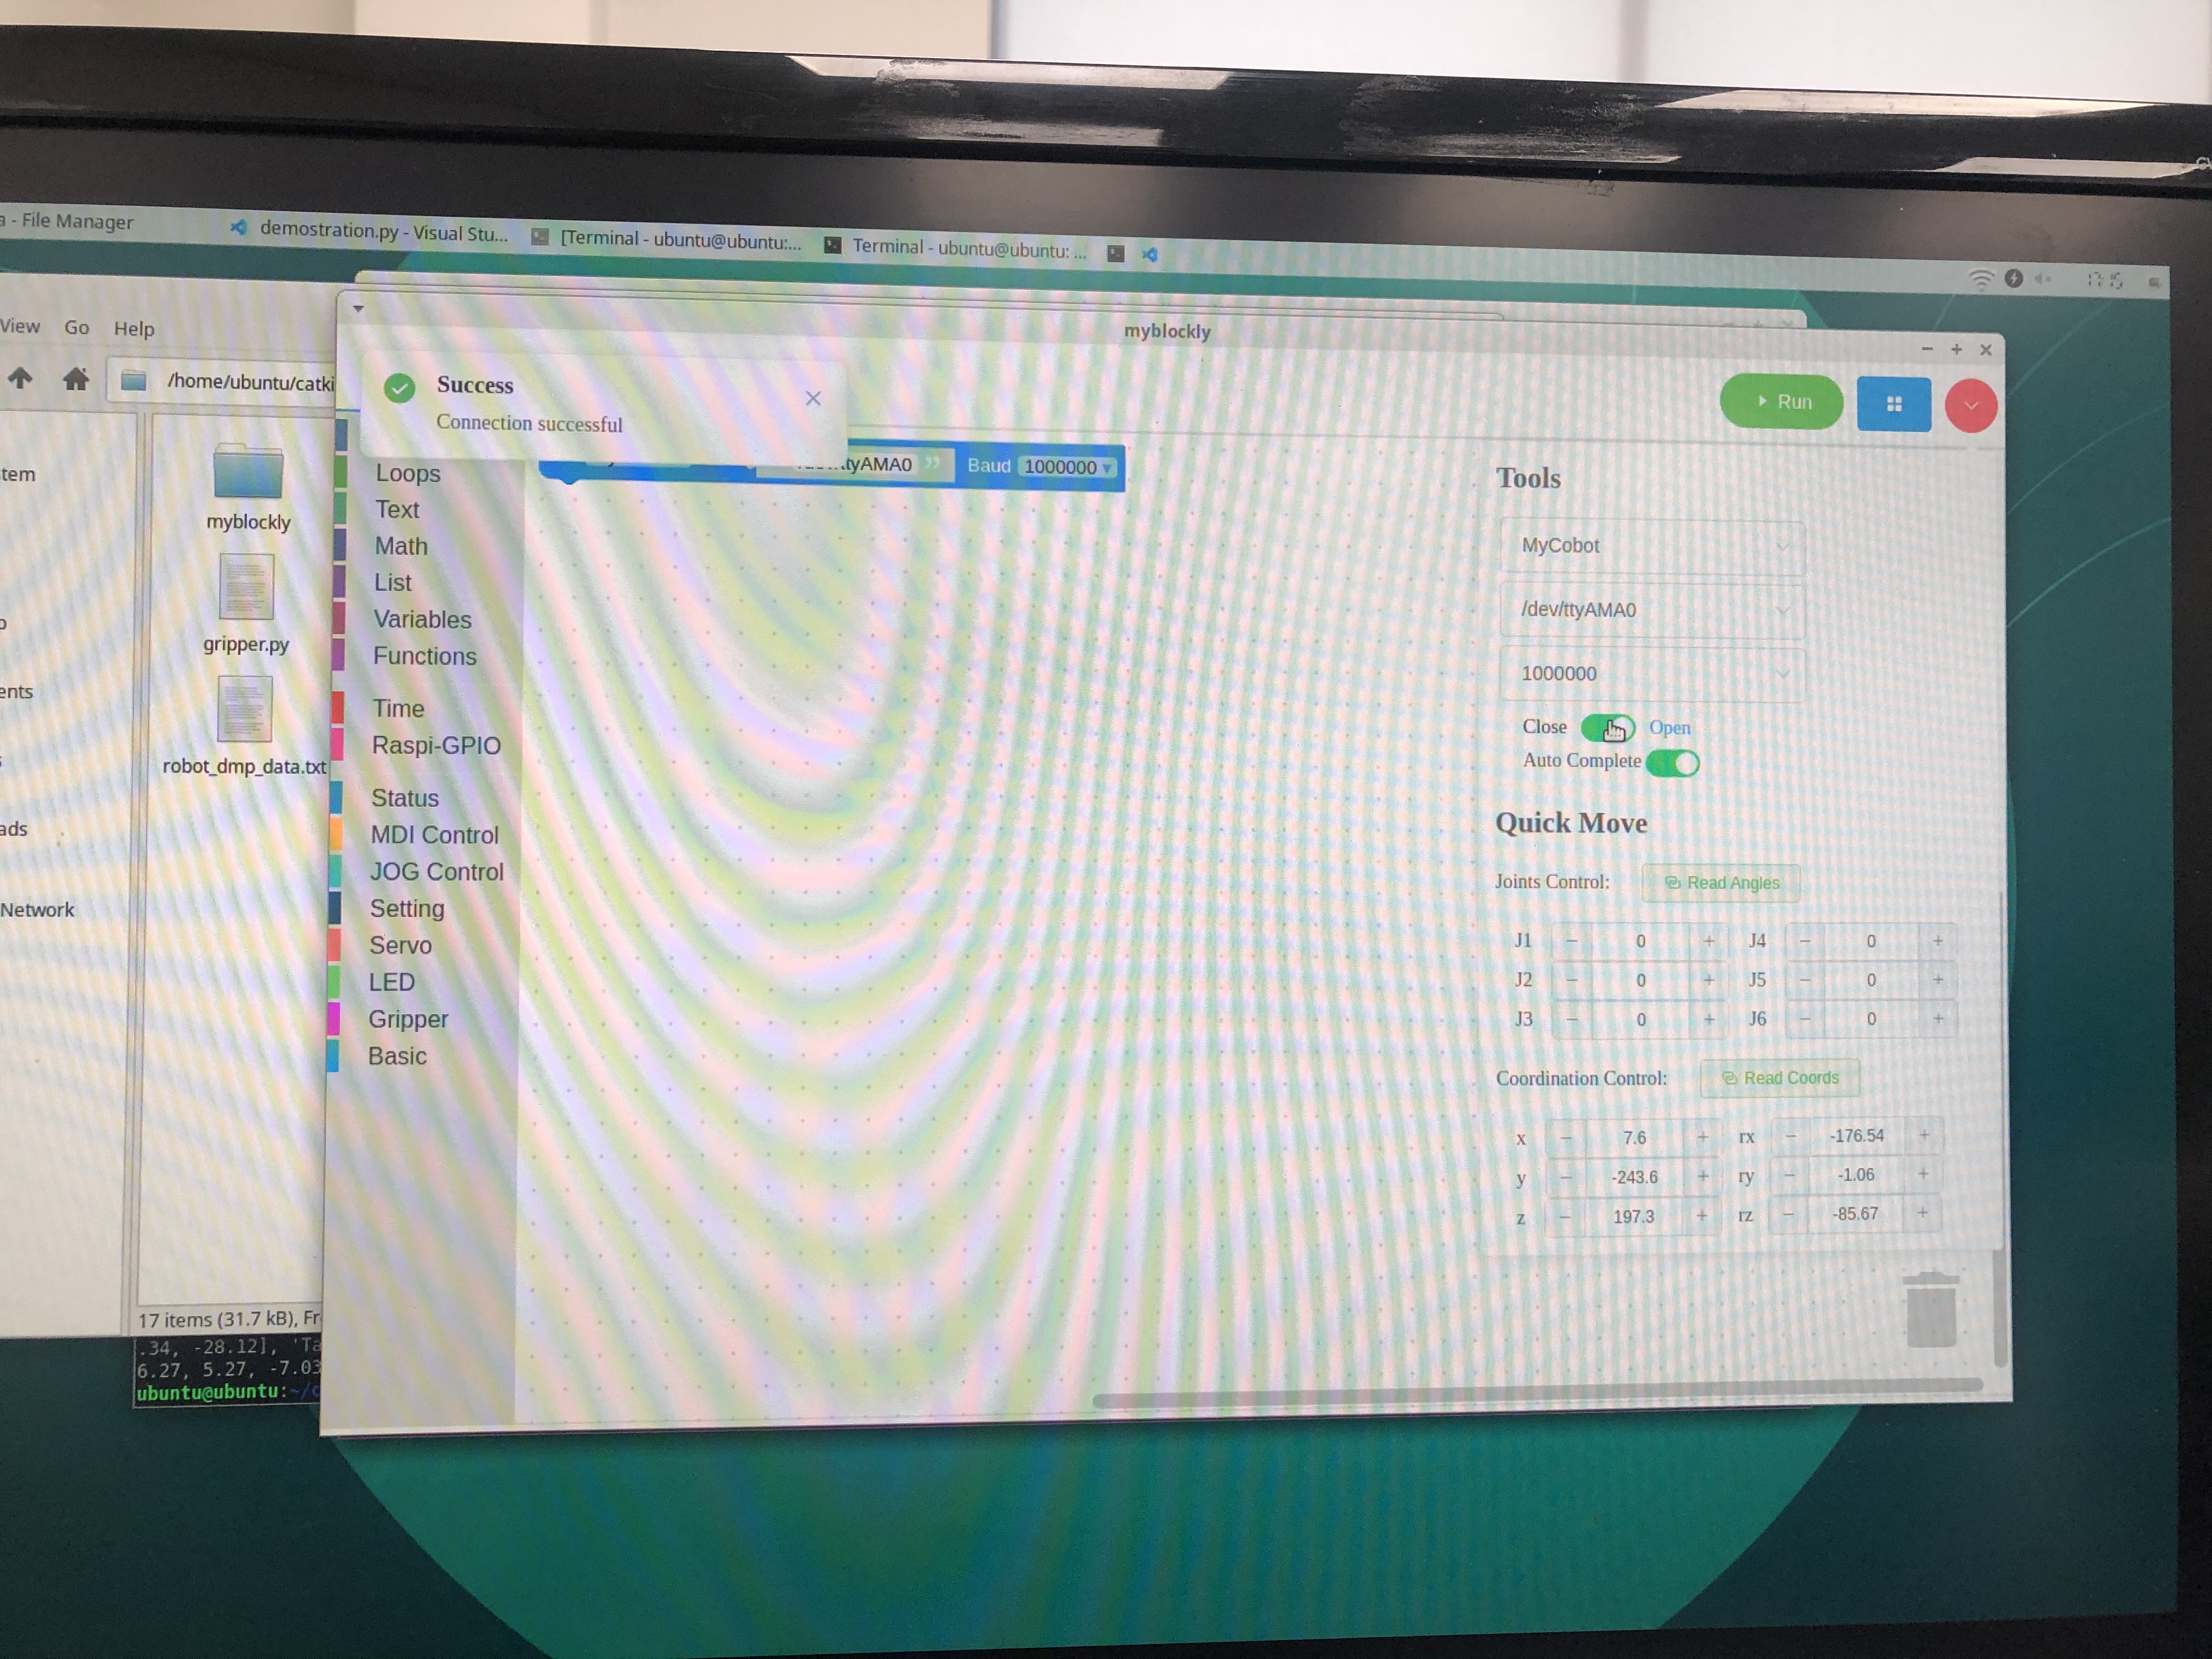 a - File Manager
demostration.py - Visual Stu...
[Terminal - ubuntu@ubuntu:...
Terminal - ubuntu@ubuntu: ...
View Go Help
/home/ubuntu/catki
tem
ents
ads
Network
myblockly
gripper.py
robot_dmp_data.txt
17 items (31.7 kB), Fr
.34, -28.12], 'Ta
6.27, 5.27, -7.03
ubuntu@ubuntu:~/c
myblockly
Success
Connection successful
Run
ttyAMA0 ” Baud 1000000
Loops
Text
Math
List
Variables
Functions
Time
Raspi-GPIO
Status
MDI Control
JOG Control
Setting
Servo
LED
Gripper
Basic
Tools
MyCobot
/dev/ttyAMA0
1000000
Close Open
Auto Complete
Quick Move
Joints Control: Read Angles
J1 − 0 + J4 − 0 +
J2 − 0 + J5 − 0 +
J3 − 0 + J6 − 0 +
Coordination Control: Read Coords
x − 7.6 + rx − -176.54 +
y − -243.6 + ry − -1.06 +
z − 197.3 + rz − -85.67 +